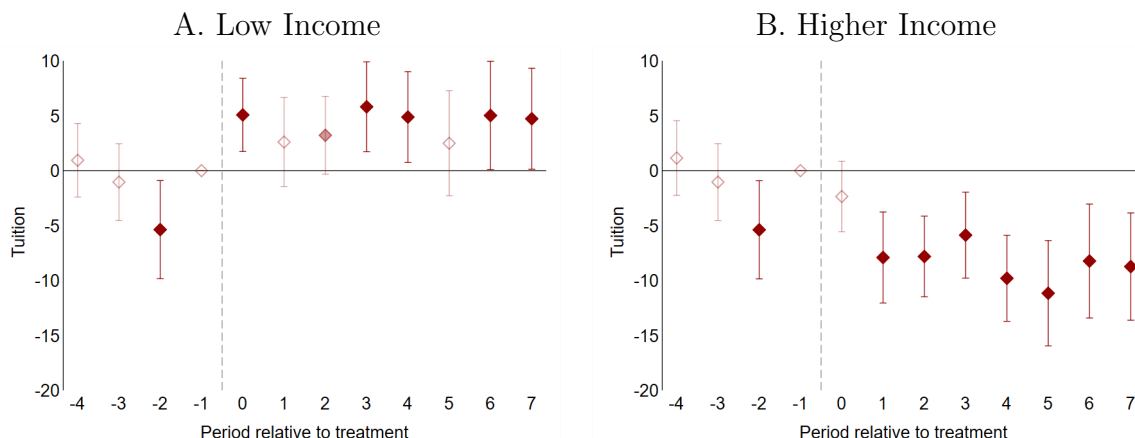 A. Low Income
10
5
0
-5
-10
-15
-20
Tuition
-4 -3 -2 -1 0 1 2 3 4 5 6 7
Period relative to treatment
B. Higher Income
10
5
0
-5
-10
-15
-20
Tuition
-4 -3 -2 -1 0 1 2 3 4 5 6 7
Period relative to treatment